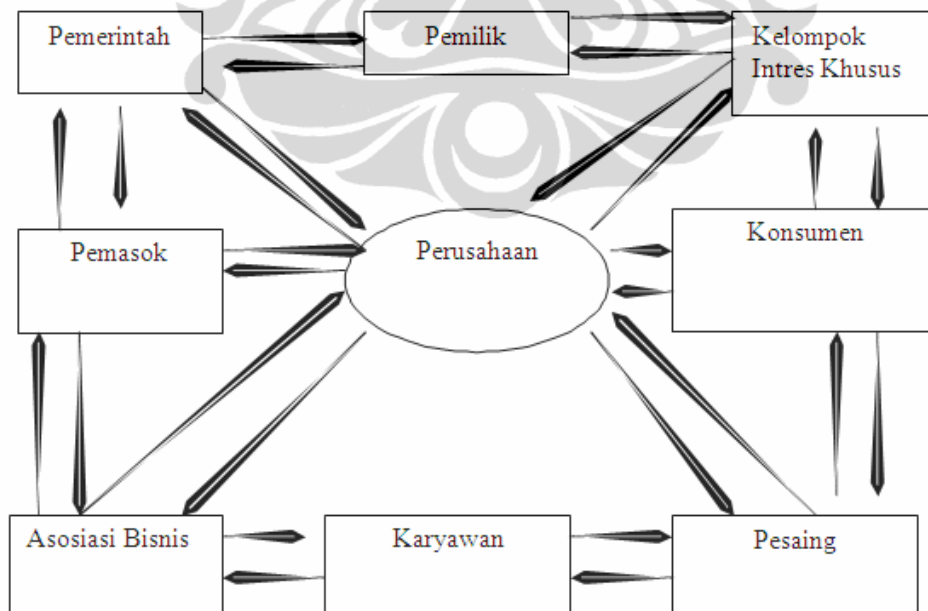 Pemerintah
Pemilik
Kelompok
Intres Khusus
Pemasok
Perusahaan
Konsumen
Asosiasi Bisnis
Karyawan
Pesaing